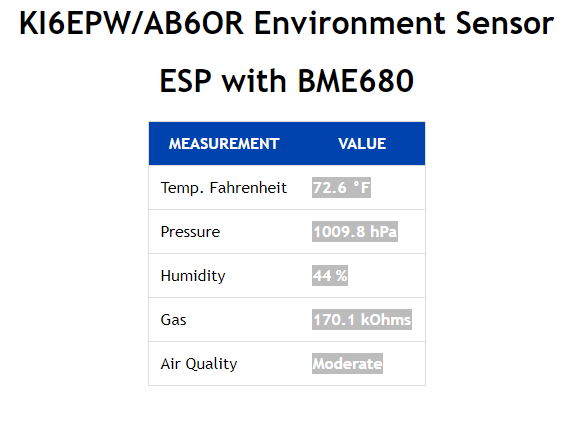 KI6EPW/AB6OR Environment Sensor
ESP with BME680
MEASUREMENT VALUE
Temp. Fahrenheit 72.6 °F
Pressure 1009.8 hPa
Humidity 44 %
Gas 170.1 kOhms
Air Quality Moderate